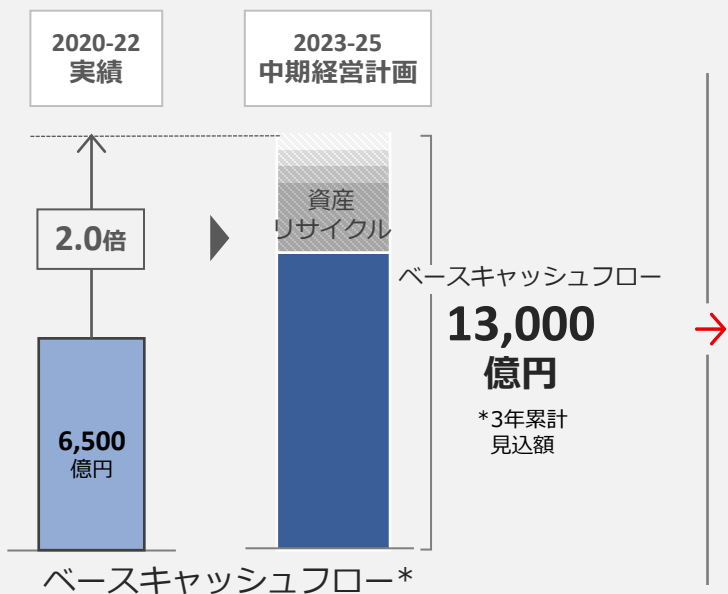 2020-22
実績
2023-25
中期経営計画
2.0倍
資産
リサイクル
ベースキャッシュフロー
13,000
億円
*3年累計
見込額
6,500
億円
ベースキャッシュフロー*